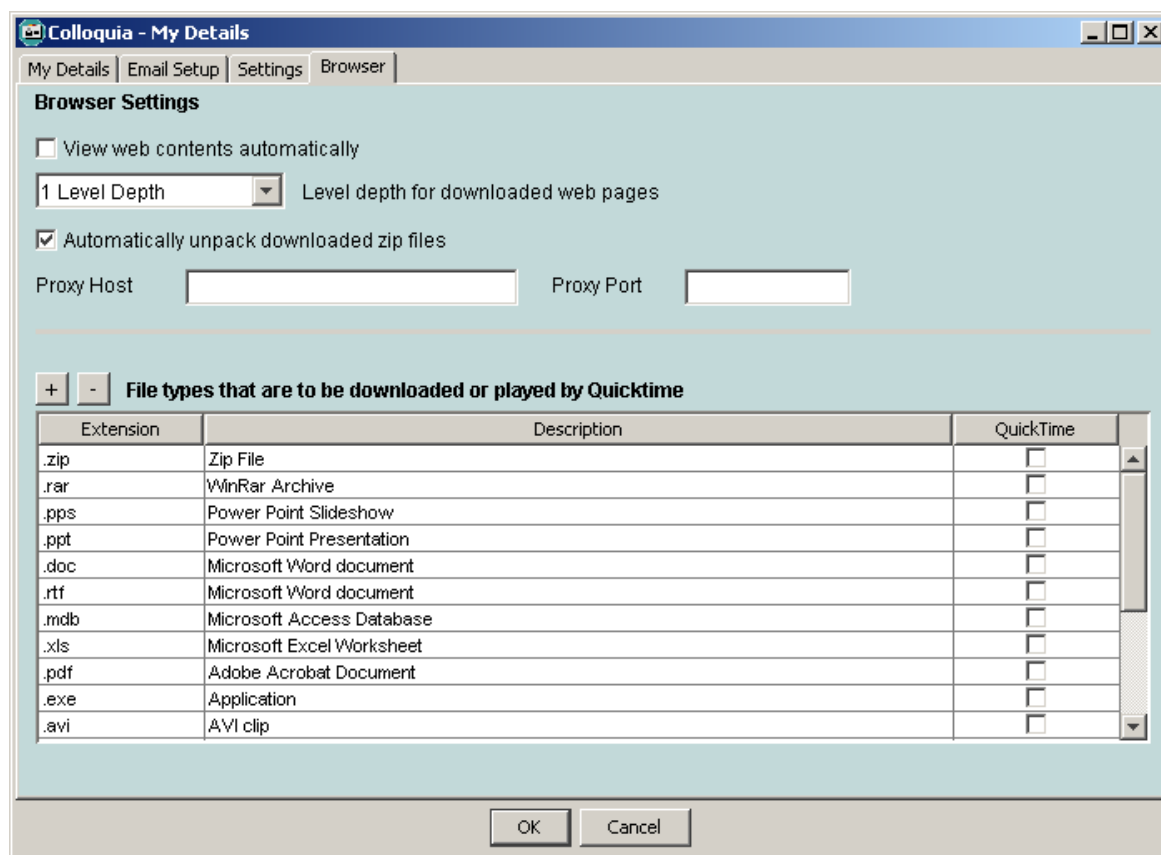 Colloquia - My Details
My Details Email Setup Settings Browser
Browser Settings
View web contents automatically
1 Level Depth Level depth for downloaded web pages
Automatically unpack downloaded zip files
Proxy Host Proxy Port
+ - File types that are to be downloaded or played by Quicktime
Extension Description QuickTime
.zip Zip File
.rar WinRar Archive
.pps Power Point Slideshow
.ppt Power Point Presentation
.doc Microsoft Word document
.rtf Microsoft Word document
.mdb Microsoft Access Database
.xls Microsoft Excel Worksheet
.pdf Adobe Acrobat Document
.exe Application
.avi AVI clip
OK Cancel